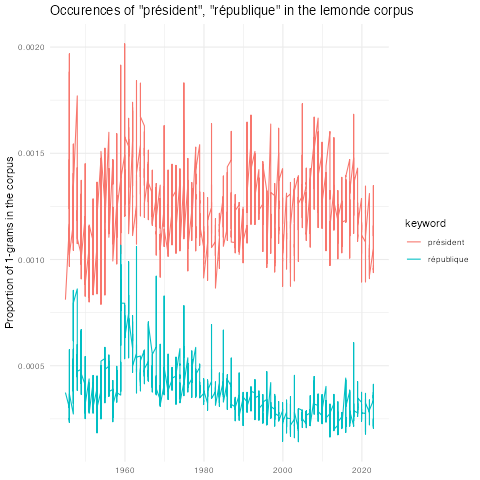 Occurences of "président", "république" in the lemonde corpus
0.0020
0.0015
0.0010
0.0005
Proportion of 1-grams in the corpus
1960
1980
2000
2020
keyword
président
république